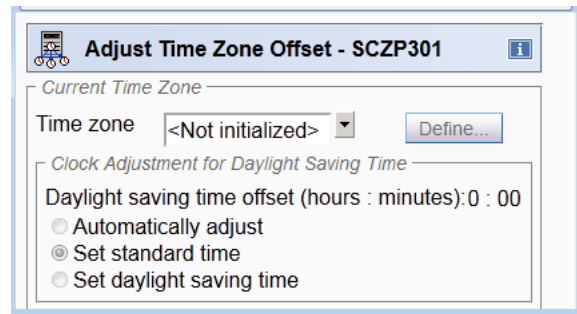 Adjust Time Zone Offset - SCZP301
i
Current Time Zone
Time zone <Not initialized> Define...
Clock Adjustment for Daylight Saving Time
Daylight saving time offset (hours : minutes):0 : 00
Automatically adjust
Set standard time
Set daylight saving time